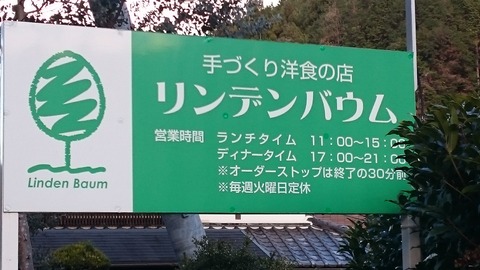 手づくり洋食の店
リンデンバウム
営業時間 ランチタイム 11:00〜15:00
ディナータイム 17:00〜21:00
※オーダーストップは終了の30分前
※毎週火曜日定休
Linden Baum